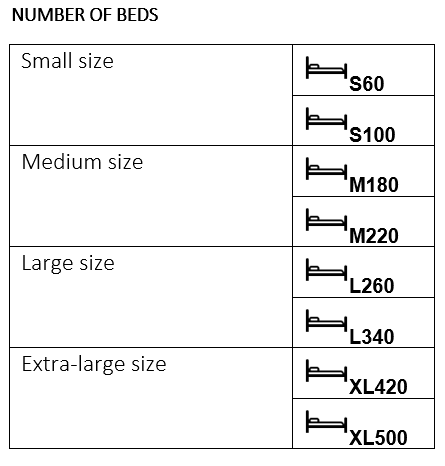 NUMBER OF BEDS
Small size
S60
S100
Medium size
M180
M220
Large size
L260
L340
Extra-large size
XL420
XL500